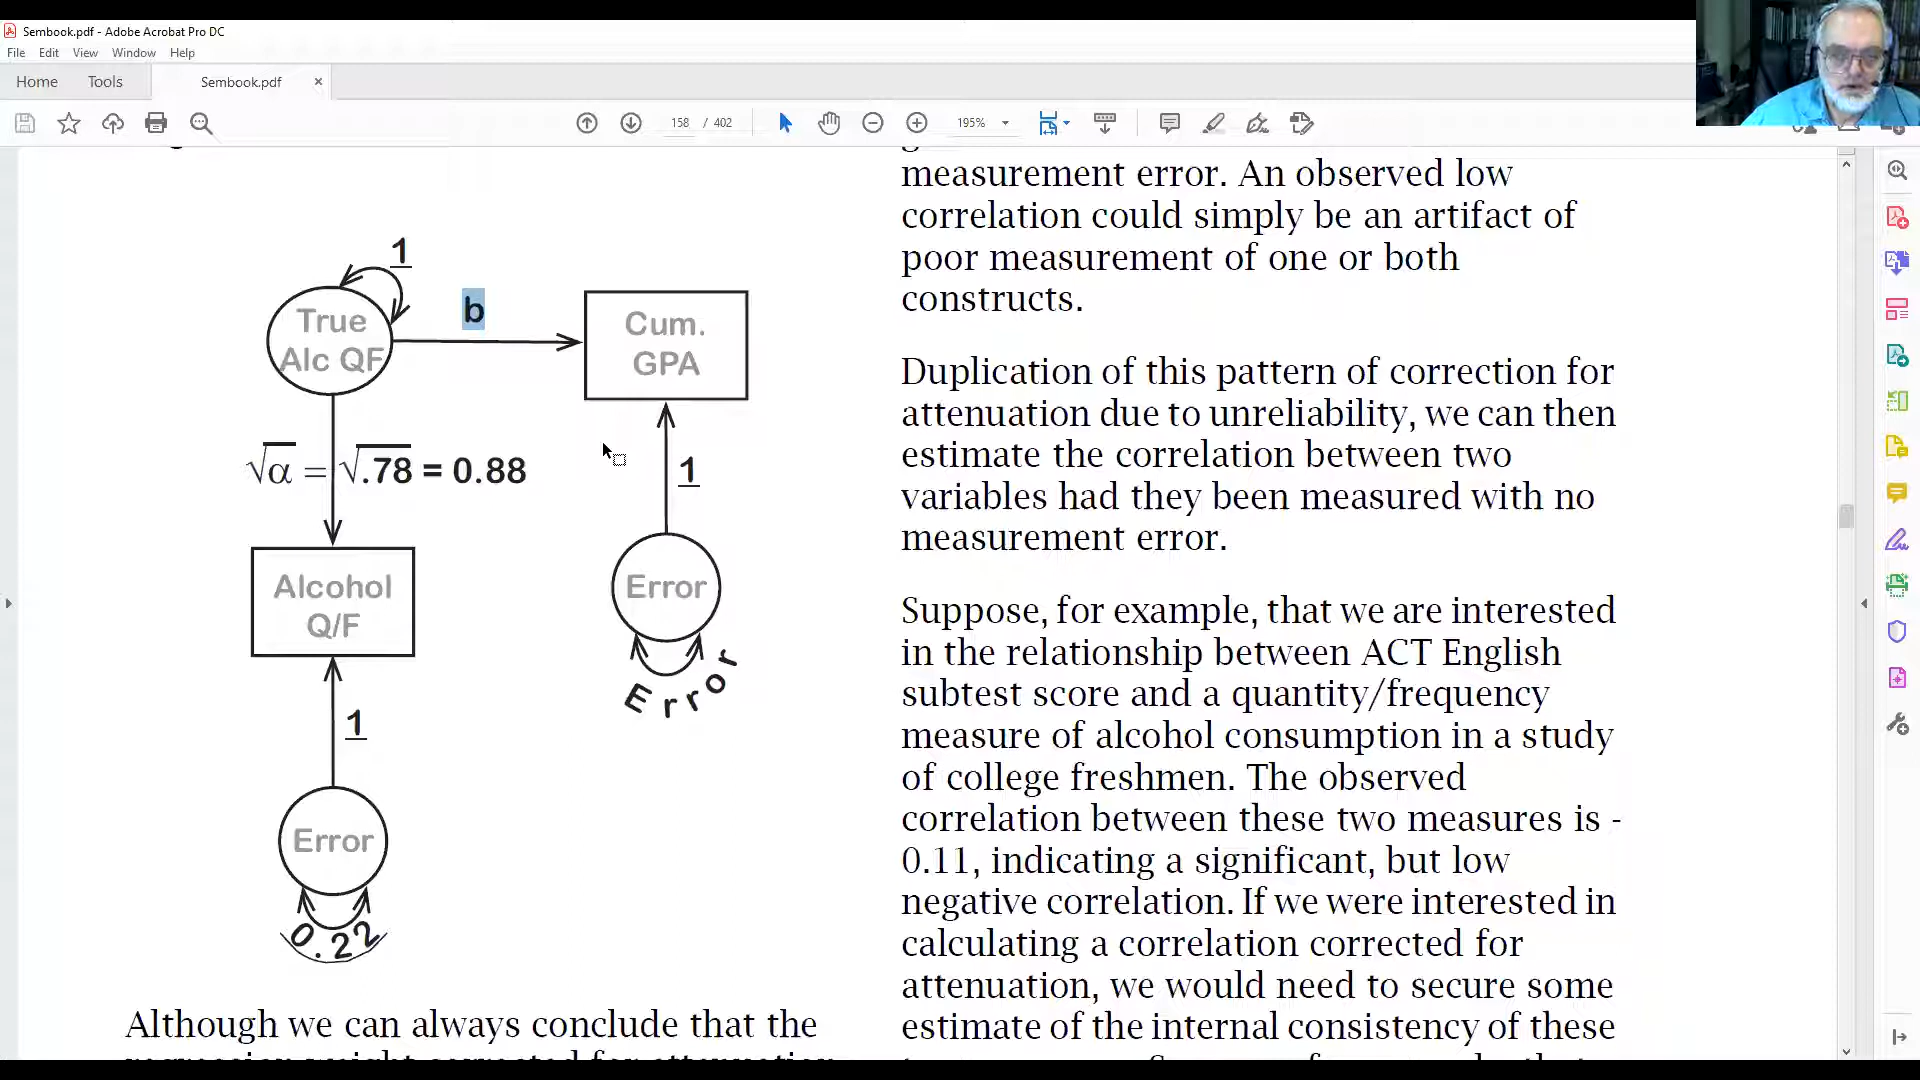 Sembook.pdf - Adobe Acrobat Pro DC
File Edit View Window Help
Home Tools Sembook.pdf ×
158 / 402 195%
1
b
True
Alc QF
Cum.
GPA
√α = √.78 = 0.88
1
Alcohol
Q/F
Error
Error
1
Error
0.22
Although we can always conclude that the
measurement error. An observed low
correlation could simply be an artifact of
poor measurement of one or both
constructs.
Duplication of this pattern of correction for
attenuation due to unreliability, we can then
estimate the correlation between two
variables had they been measured with no
measurement error.
Suppose, for example, that we are interested
in the relationship between ACT English
subtest score and a quantity/frequency
measure of alcohol consumption in a study
of college freshmen. The observed
correlation between these two measures is -
0.11, indicating a significant, but low
negative correlation. If we were interested in
calculating a correlation corrected for
attenuation, we would need to secure some
estimate of the internal consistency of these